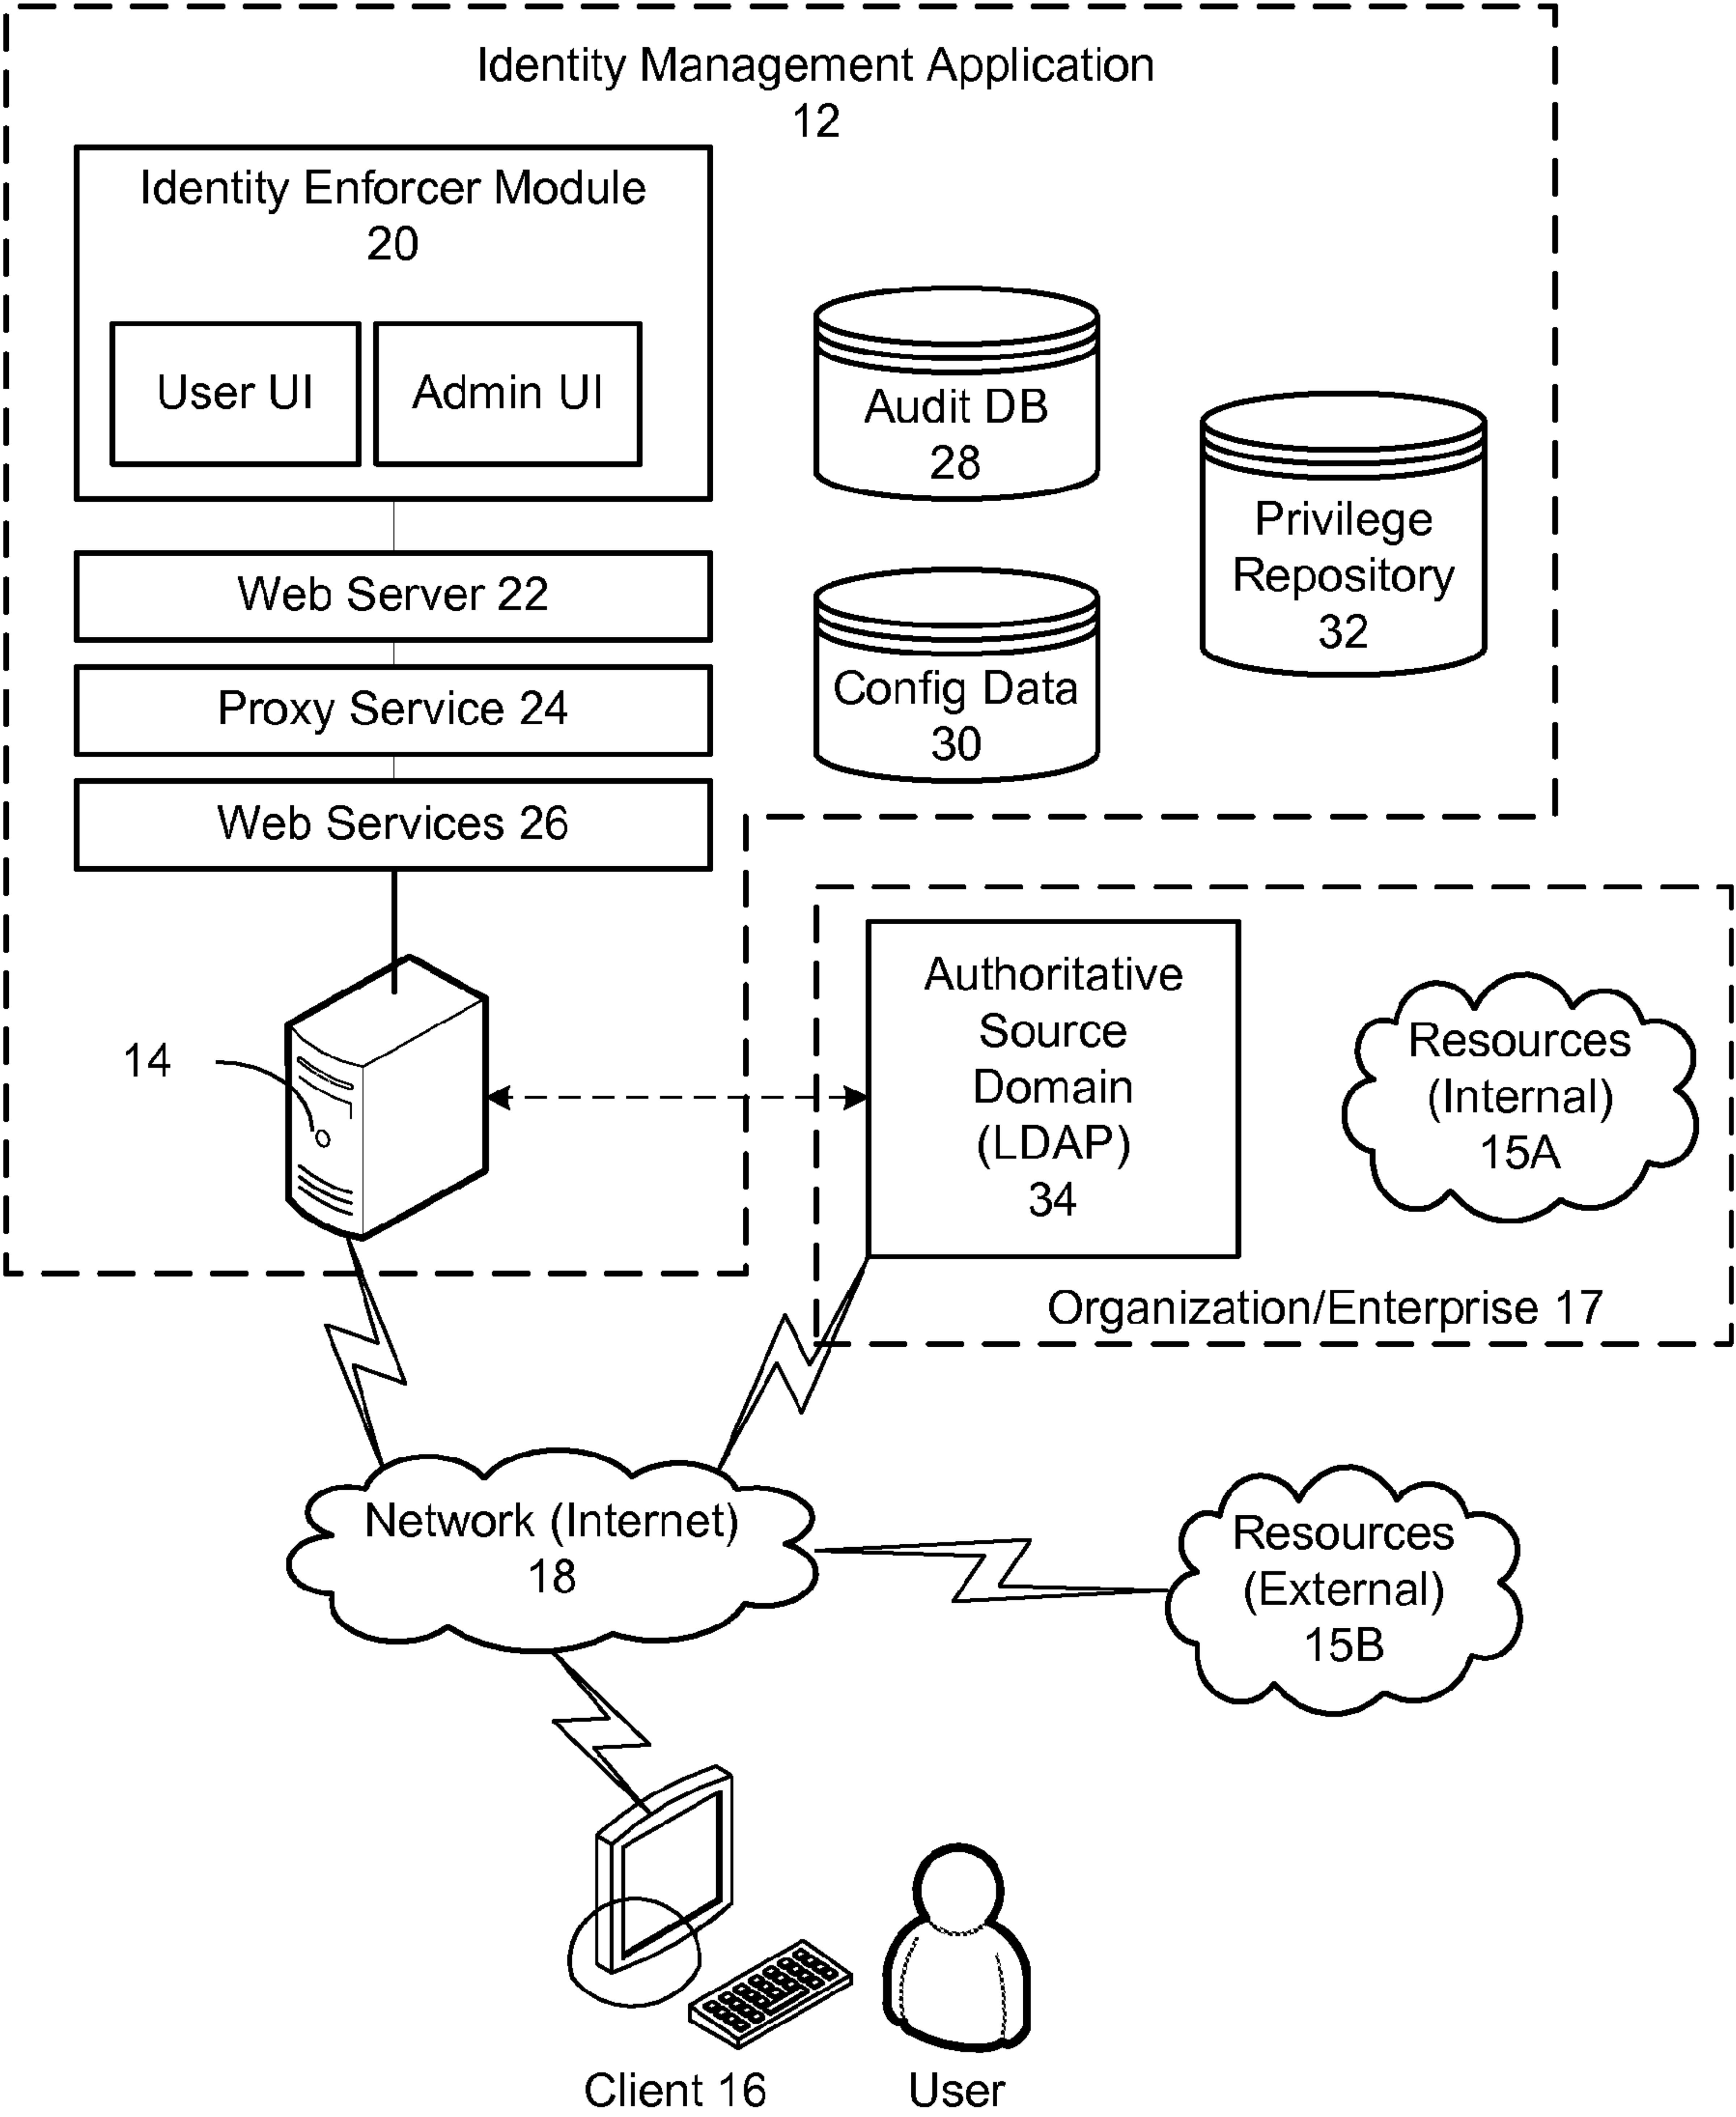 Identity Management Application
12
Identity Enforcer Module
20
User UI
Admin UI
Audit DB
28
Privilege
Repository
32
Web Server 22
Proxy Service 24
Config Data
30
Web Services 26
14
Authoritative
Source
Domain
(LDAP)
34
Resources
(Internal)
15A
Organization/Enterprise 17
Network (Internet)
18
Resources
(External)
15B
Client 16
User